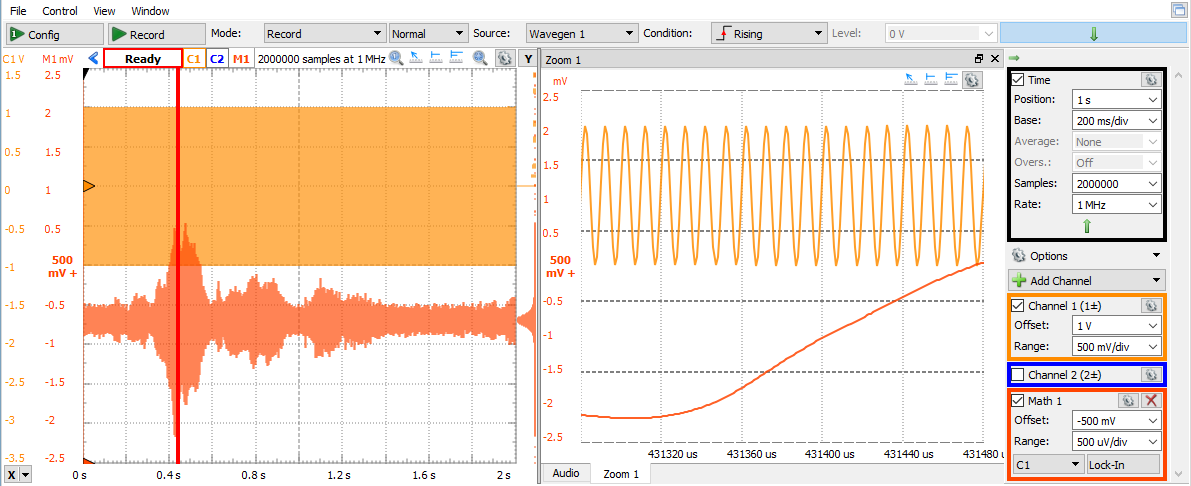 File Control View Window
1 Config Record Mode: Record Normal Source: Wavegen 1 Condition: Rising Level: 0 V
C1 V M1 mV Ready C1 C2 M1 2000000 samples at 1 MHz Y
1.5 2.5
1 2
0.5 1.5
0 1
-0.5 0.5
-1 500 mV +
-1.5 -0.5
-2 -1
-2.5 -1.5
-3 -2
-3.5 -2.5
X 0 s 0.4 s 0.8 s 1.2 s 1.6 s 2 s
Zoom 1
mV
2.5
2
1.5
1
0.5
500
mV +
-0.5
-1
-1.5
-2
-2.5
431320 us 431360 us 431400 us 431440 us 431480 us
Audio Zoom 1
Time
Position: 1 s
Base: 200 ms/div
Average: None
Overs.: Off
Samples: 2000000
Rate: 1 MHz
Options
Add Channel
Channel 1 (1±)
Offset: 1 V
Range: 500 mV/div
Channel 2 (2±)
Math 1
Offset: -500 mV
Range: 500 uV/div
C1 Lock-In